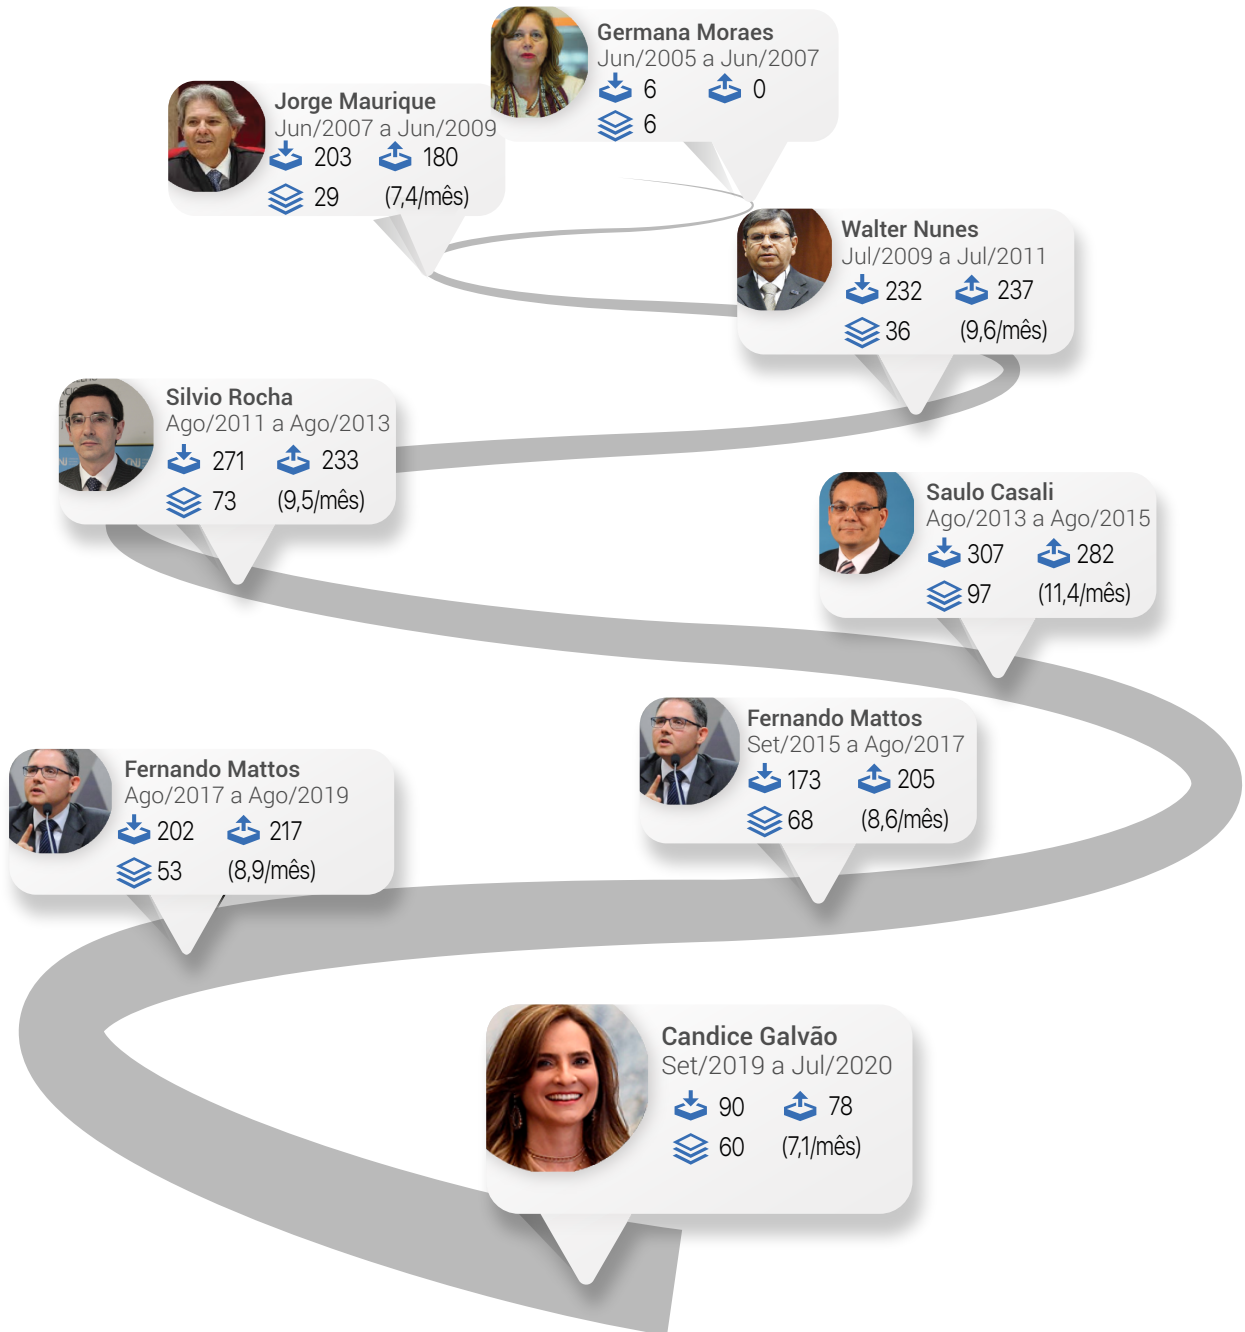 Germana Moraes
Jun/2005 a Jun/2007
6 0
6
Jorge Maurique
Jun/2007 a Jun/2009
203 180
29 (7,4/mês)
Walter Nunes
Jul/2009 a Jul/2011
232 237
36 (9,6/mês)
Silvio Rocha
Ago/2011 a Ago/2013
271 233
73 (9,5/mês)
Saulo Casali
Ago/2013 a Ago/2015
307 282
97 (11,4/mês)
Fernando Mattos
Set/2015 a Ago/2017
173 205
68 (8,6/mês)
Fernando Mattos
Ago/2017 a Ago/2019
202 217
53 (8,9/mês)
Candice Galvão
Set/2019 a Jul/2020
90 78
60 (7,1/mês)